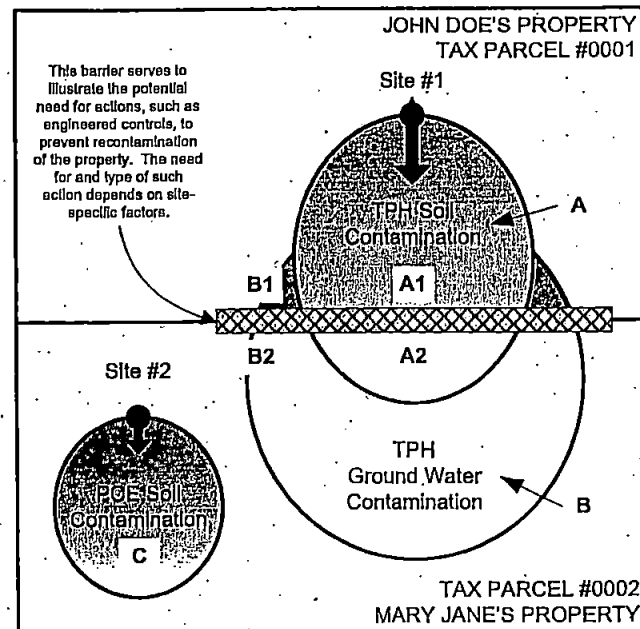 JOHN DOE'S PROPERTY
TAX PARCEL #0001
This barrier serves to
illustrate the potential
need for actions, such as
engineered controls, to
prevent recontamination
of the property. The need
for and type of such
action depends on site-
specific factors.
Site #1
TPH Soil
Contamination
A
B1
A1
B2
A2
Site #2
PCE Soil
Contamination
C
TPH
Ground Water
Contamination
B
TAX PARCEL #0002
MARY JANE'S PROPERTY